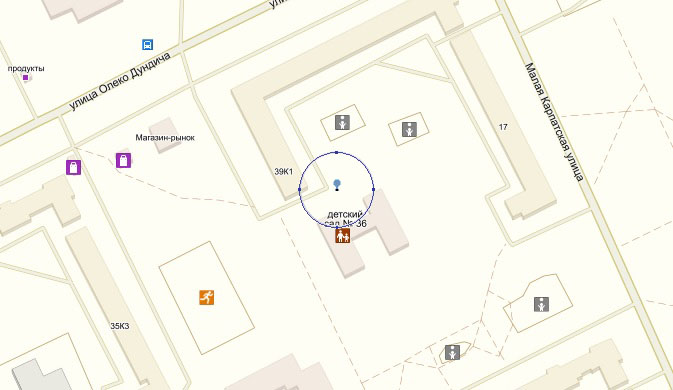 улица Олеко Дундича
продукты
Малая Карпатская улица
Магазин-рынок
17
39К1
детский
сад № 36
35К3